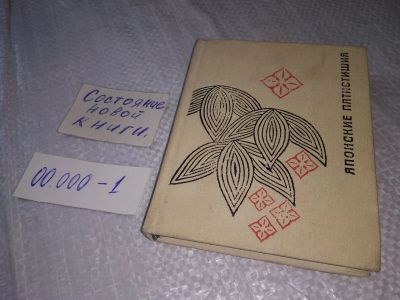 Состояние
новой
книги.
00.000-1
ЯПОНСКИЕ ПЯТИСТИШИЯ